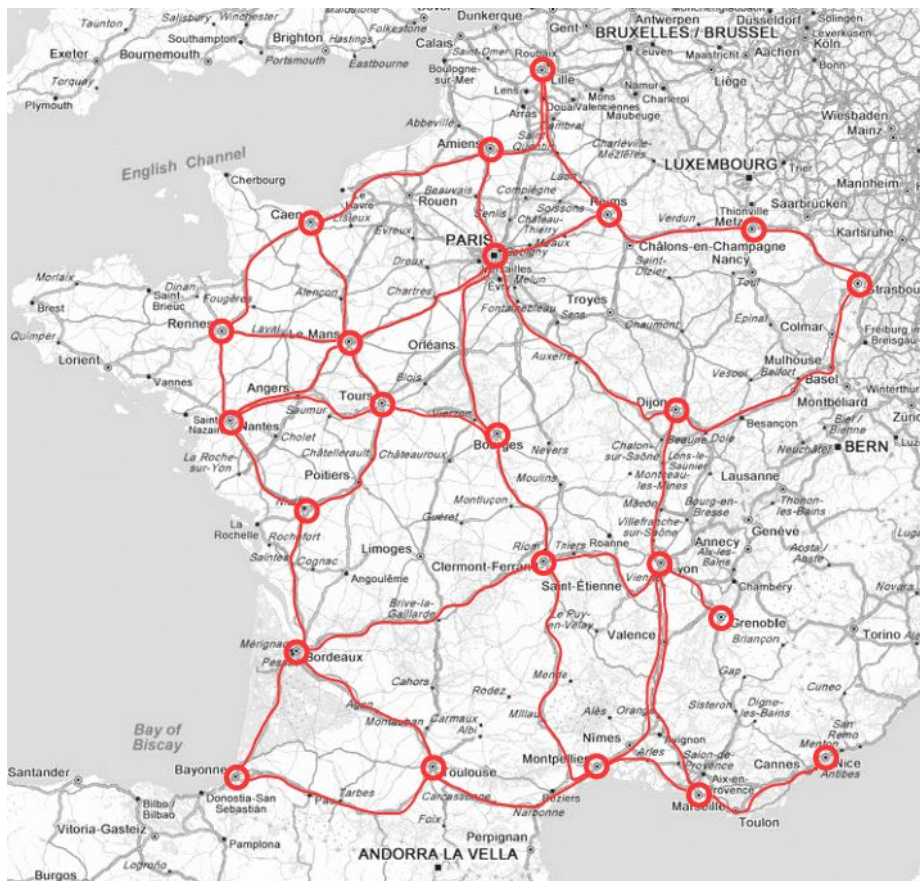 Taunton
Salisbury
Southampton
Brighton
Hastings
Folkestone
Dunkerque
Gent
Antwerpen
Düsseldorf
Solingen
Leverkusen
Köln
Bonn
Exeter
Bournemouth
Portsmouth
Eastbourne
Calais
Saint-Omer
Roubaix
BRUXELLES / BRUSSEL
Leuven
Maastricht
Aachen
Torquay
Plymouth
Boulogne-
sur-Mer
Lille
Lens
Mons
Namur
Liège
Charleroi
Valenciennes
Maubeuge
Arras
Wiesbaden
Mainz
Abbeville
Amiens
Saint-
Quentin
Charleville-
Mézières
LUXEMBOURG
Trier
Mannheim
English Channel
Cherbourg
Beauvais
Rouen
Compiègne
Laon
Soissons
Reims
Thionville
Metz
Saarbrücken
Karlsruhe
Caen
Lisieux
Evreux
Senlis
Château-
Thierry
Meaux
Verdun
PARIS
Versailles
Châlons-en-Champagne
Nancy
Toul
Saint-
Dizier
Strasbourg
Morlaix
Brest
Saint-
Brieuc
Dinan
Fougères
Alençon
Dreux
Chartres
Melun
Fontainebleau
Troyes
Sens
Chaumont
Epinal
Colmar
Freiburg im
Breisgau
Quimper
Lorient
Vannes
Rennes
Laval
Le Mans
Orléans
Auxerre
Mulhouse
Belfort
Vesoul
Basel
Montbéliard
Winterthur
Angers
Tours
Blois
Saumur
Vierzon
Bourges
Dijon
Besançon
Biel /
Bienne
Saint-
Nazaire
Nantes
Cholet
Châtellerault
Châteauroux
Nevers
Chalon-
sur-Saône
Beaune
Dole
Lons-le-
Saunier
Neuchâtel
BERN
La Roche-
sur-Yon
Poitiers
Moulins
Montceau-
les-Mines
Lausanne
Montluçon
Mâcon
Bourg-en-
Bresse
Thonon-
les-Bains
La
Rochelle
Rochefort
Saintes
Cognac
Guéret
Limoges
Riom
Thiers
Roanne
Villefranche-
sur-Saône
Genève
Annecy
Aix-les-
Bains
Aosta /
Aoste
Angoulême
Clermont-Ferran
Saint-Étienne
Vienne
Lyon
Chambéry
Novara
Brive-la-
Gaillarde
Le Puy-
en-Velay
Grenoble
Briançon
Torino
Valence
Mérignac
Bordeaux
Cahors
Rodez
Mende
Gap
Cuneo
Bay of
Biscay
Agen
Montauban
Carmaux
Albi
Millau
Alès
Orange
Sisteron
Digne-
les-Bains
San
Remo
Menton
Nîmes
Avignon
Arles
Salon-de-
Provence
Cannes
Nice
Antibes
Santander
Bayonne
Toulouse
Montpellier
Aix-en-
Provence
Marseille
Toulon
Bilbo /
Bilbao
Donostia-San
Sebastián
Pau
Tarbes
Carcassonne
Béziers
Narbonne
Foix
Vitoria-Gasteiz
Pamplona
Perpignan
Logroño
Burgos
ANDORRA LA VELLA